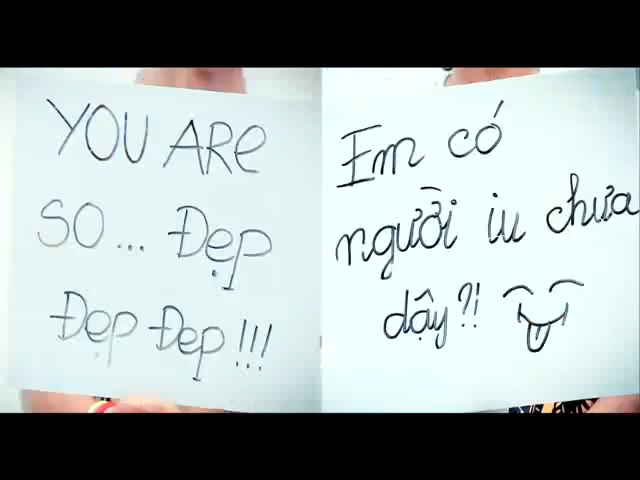 YOU ARE
SO... ĐẸP
ĐẸP ĐẸP!!!
Em có
người iu chưa
dậy?!